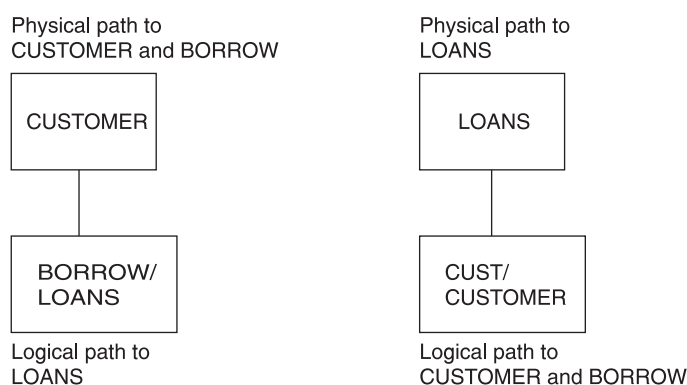 Physical path to
CUSTOMER and BORROW
CUSTOMER
BORROW/
LOANS
Logical path to
LOANS
Physical path to
LOANS
LOANS
CUST/
CUSTOMER
Logical path to
CUSTOMER and BORROW